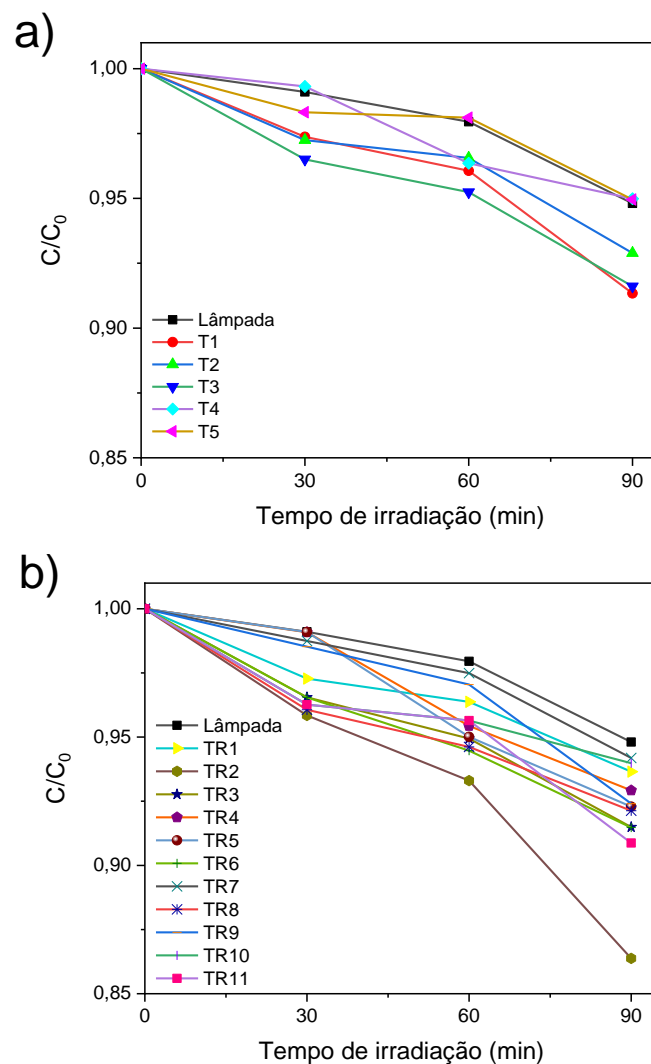 a)
1,00
0,95
0,90
0,85
C/C0
Lâmpada
T1
T2
T3
T4
T5
0 30 60 90
Tempo de irradiação (min)
b)
1,00
0,95
0,90
0,85
C/C0
Lâmpada
TR1
TR2
TR3
TR4
TR5
TR6
TR7
TR8
TR9
TR10
TR11
0 30 60 90
Tempo de irradiação (min)